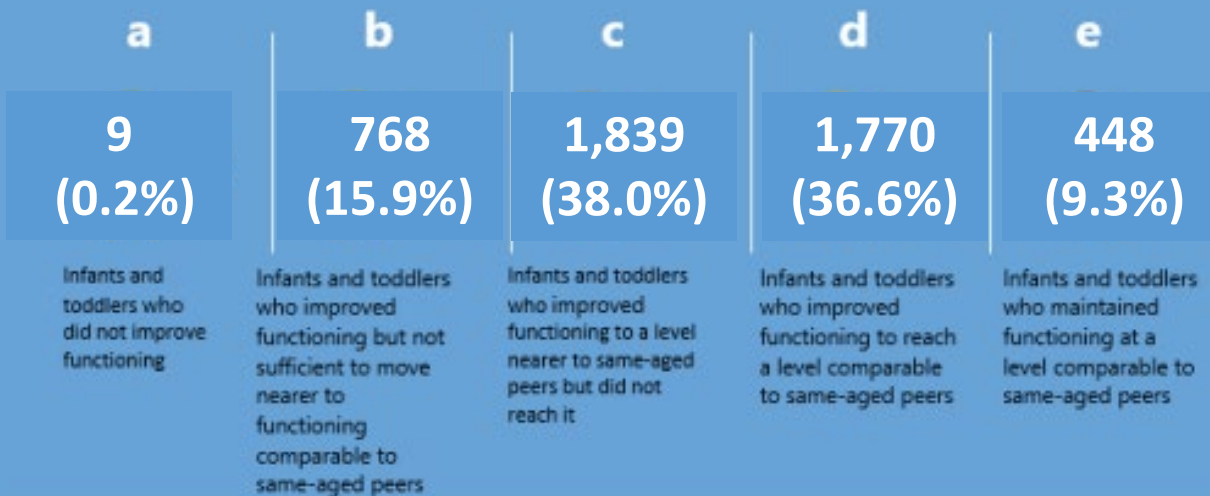 a
9
(0.2%)
Infants and
toddlers who
did not improve
functioning
b
768
(15.9%)
Infants and toddlers
who improved
functioning but not
sufficient to move
nearer to
functioning
comparable to
same-aged peers
c
1,839
(38.0%)
Infants and toddlers
who improved
functioning to a level
nearer to same-aged
peers but did not
reach it
d
1,770
(36.6%)
Infants and toddlers
who improved
functioning to reach
a level comparable
to same-aged peers
e
448
(9.3%)
Infants and toddlers
who maintained
functioning at a
level comparable to
same-aged peers